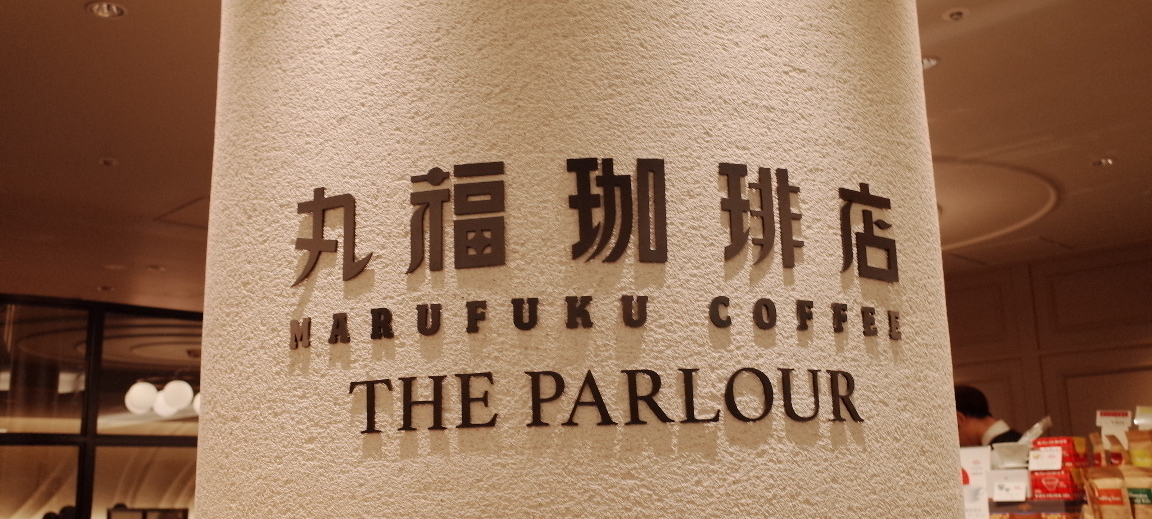 丸福珈琲店
MARUFUKU COFFEE
THE PARLOUR